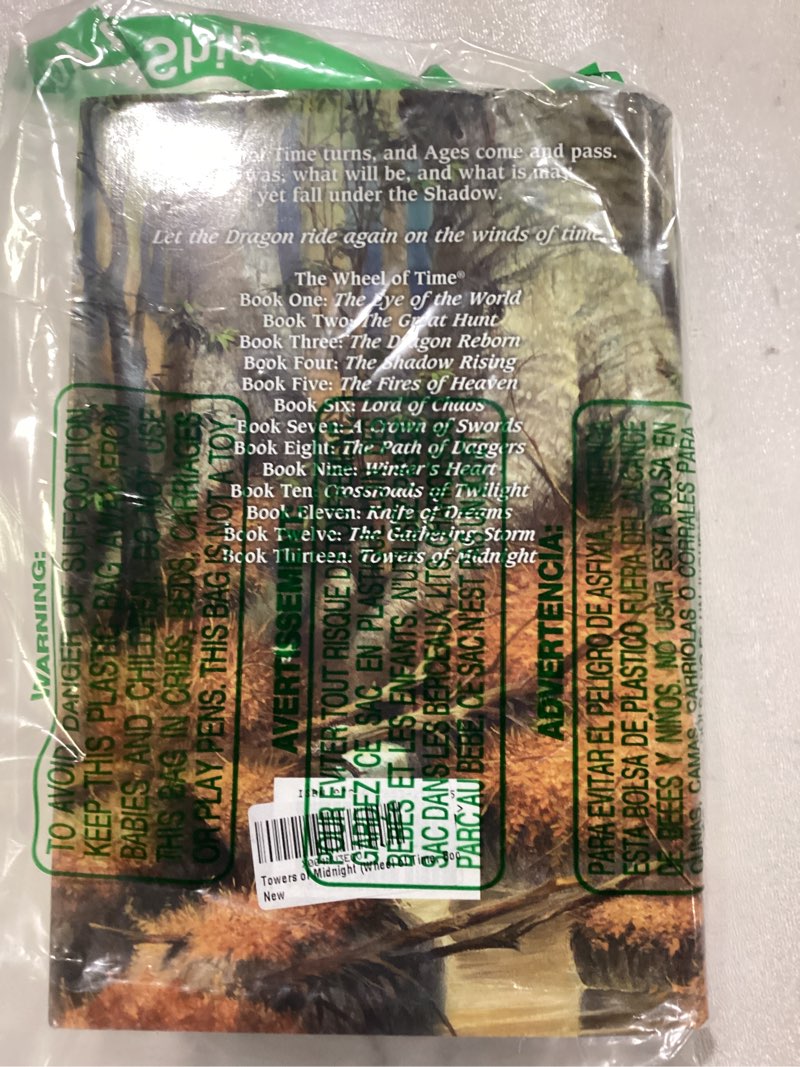 Ship
of Time turns, and Ages come and pass.
was, what will be, and what is may
yet fall under the Shadow.
Let the Dragon ride again on the winds of time.
The Wheel of Time®
Book One: The Eye of the World
Book Two: The Great Hunt
Book Three: The Dragon Reborn
Book Four: The Shadow Rising
Book Five: The Fires of Heaven
Book Six: Lord of Chaos
Book Seven: A Crown of Swords
Book Eight: The Path of Daggers
Book Nine: Winter's Heart
Book Ten: Crossroads of Twilight
Book Eleven: Knife of Dreams
Book Twelve: The Gathering Storm
Book Thirteen: Towers of Midnight
WARNING:
TO AVOID DANGER OF SUFFOCATION
KEEP THIS PLASTIC BAG AWAY FROM
BABIES AND CHILDREN. DO NOT USE
THIS BAG IN CRIBS, BEDS, CARRIAGES
OR PLAY PENS. THIS BAG IS NOT A TOY.
AVERTISSEMENT:
POUR EVITER TOUT RISQUE
GARDEZ CE SAC EN PLASTIQUE
BEBES ET LES ENFANTS. N'UTILISEZ
SAC DANS LES BERCEAUX, LITS,
PARC AU BEBE. CE SAC N'EST
ADVERTENCIA:
PARA EVITAR EL PELIGRO DE ASFIXIA,
ESTA BOLSA DE PLASTICO FUERA DEL ALCANCE
DE BEBES Y NINOS. NO USAR ESTA BOLSA EN
CUNAS, CAMAS, CARRIOLAS O CORRALES PARA
Towers of Midnight (Wheel of Time, Boo
New